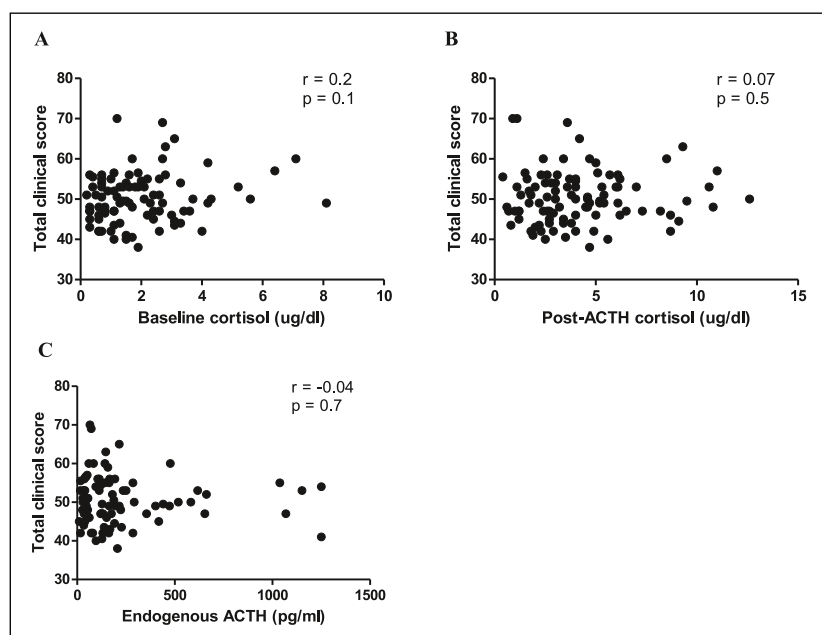 A
r = 0.2
p = 0.1
Total clinical score
80
70
60
50
40
30
0 2 4 6 8 10
Baseline cortisol (ug/dl)
B
r = 0.07
p = 0.5
Total clinical score
80
70
60
50
40
30
0 5 10 15
Post-ACTH cortisol (ug/dl)
C
r = -0.04
p = 0.7
Total clinical score
80
70
60
50
40
30
0 500 1000 1500
Endogenous ACTH (pg/ml)